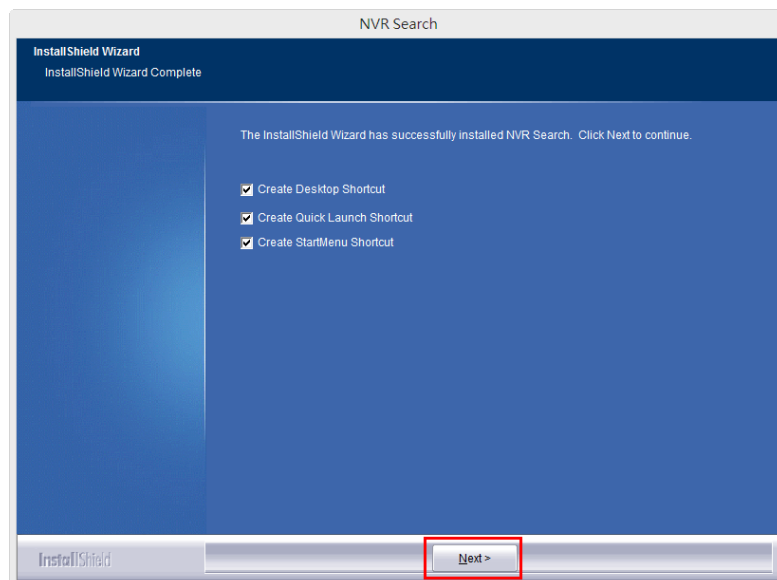 NVR Search
InstallShield Wizard
InstallShield Wizard Complete
The InstallShield Wizard has successfully installed NVR Search. Click Next to continue.
Create Desktop Shortcut
Create Quick Launch Shortcut
Create StartMenu Shortcut
InstallShield
Next >